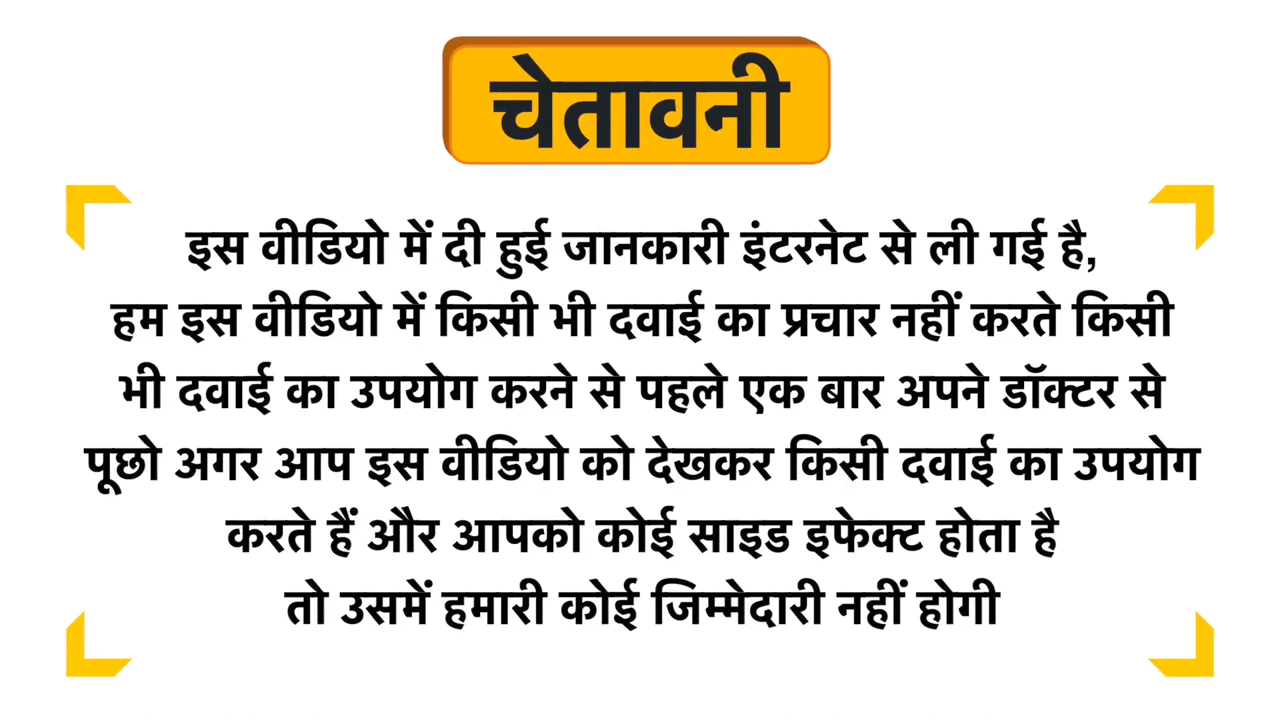 चेतावनी
इस वीडियो में दी हुई जानकारी इंटरनेट से ली गई है,
हम इस वीडियो में किसी भी दवाई का प्रचार नहीं करते किसी
भी दवाई का उपयोग करने से पहले एक बार अपने डॉक्टर से
पूछो अगर आप इस वीडियो को देखकर किसी दवाई का उपयोग
करते हैं और आपको कोई साइड इफेक्ट होता है
तो उसमें हमारी कोई जिम्मेदारी नहीं होगी